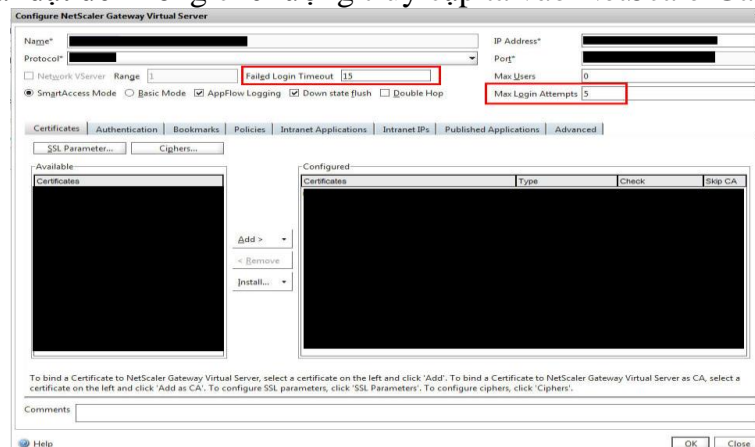 Configure NetScaler Gateway Virtual Server
Name*
IP Address*
Protocol*
Port*
Network VServer Range 1 Failed Login Timeout 15
Max Users 0
SmartAccess Mode Basic Mode AppFlow Logging Down state flush Double Hop
Max Login Attempts 5
Certificates Authentication Bookmarks Policies Intranet Applications Intranet IPs Published Applications Advanced
SSL Parameter... Ciphers...
Available
Configured
Certificates
Certificates Type Check Skip CA
Add >
< Remove
Install...
To bind a Certificate to NetScaler Gateway Virtual Server, select a certificate on the left and click 'Add'. To bind a Certificate to NetScaler Gateway Virtual Server as CA, select a
certificate on the left and click 'Add as CA'. To configure SSL parameters, click 'SSL Parameters'. To configure ciphers, click 'Ciphers'.
Comments
Help
OK Close